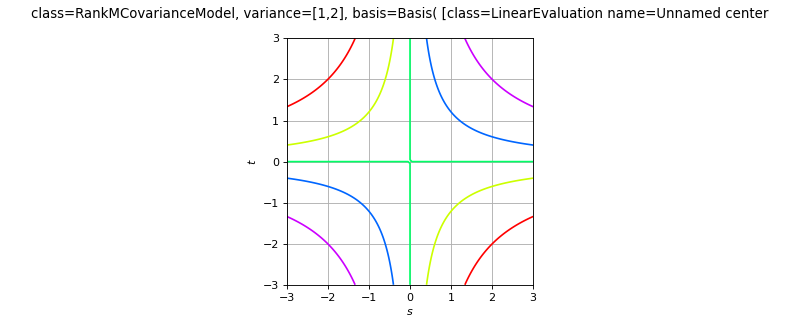 class=RankMCovarianceModel, variance=[1,2], basis=Basis( [class=LinearEvaluation name=Unnamed center
3
2
1
0
−1
−2
−3
t
−3 −2 −1 0 1 2 3
s